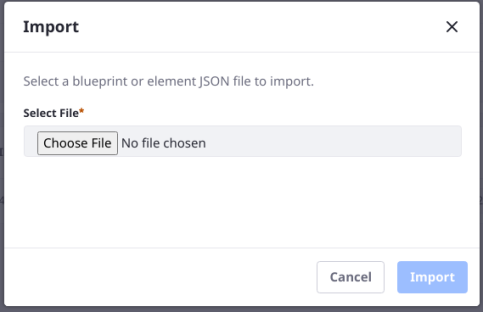 Import
Select a blueprint or element JSON file to import.
Select File*
Choose File No file chosen
Cancel Import